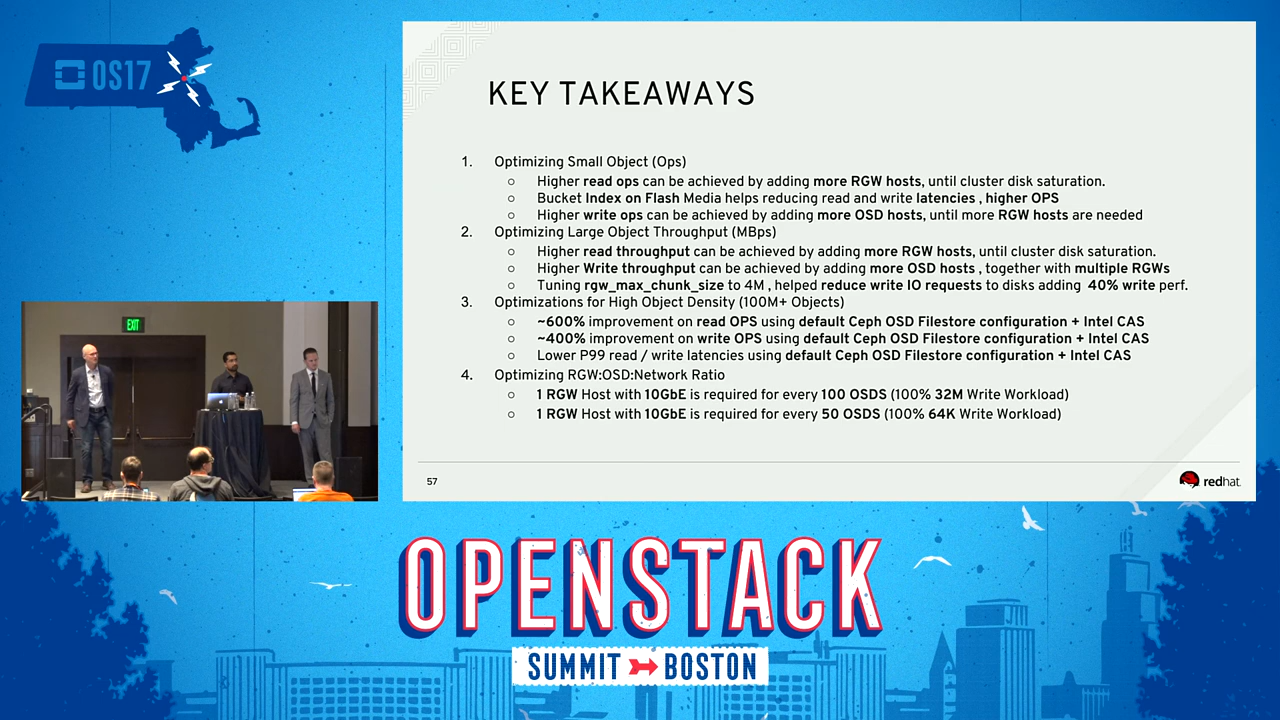 OS17
KEY TAKEAWAYS
1. Optimizing Small Object (Ops)
○ Higher read ops can be achieved by adding more RGW hosts, until cluster disk saturation.
○ Bucket Index on Flash Media helps reducing read and write latencies , higher OPS
○ Higher write ops can be achieved by adding more OSD hosts, until more RGW hosts are needed
2. Optimizing Large Object Throughput (MBps)
○ Higher read throughput can be achieved by adding more RGW hosts, until cluster disk saturation.
○ Higher Write throughput can be achieved by adding more OSD hosts , together with multiple RGWs
○ Tuning rgw_max_chunk_size to 4M , helped reduce write IO requests to disks adding 40% write perf.
3. Optimizations for High Object Density (100M+ Objects)
○ ~600% improvement on read OPS using default Ceph OSD Filestore configuration + Intel CAS
○ ~400% improvement on write OPS using default Ceph OSD Filestore configuration + Intel CAS
○ Lower P99 read / write latencies using default Ceph OSD Filestore configuration + Intel CAS
4. Optimizing RGW:OSD:Network Ratio
○ 1 RGW Host with 10GbE is required for every 100 OSDS (100% 32M Write Workload)
○ 1 RGW Host with 10GbE is required for every 50 OSDS (100% 64K Write Workload)
57
redhat.
EXIT
OPENSTACK
SUMMIT BOSTON